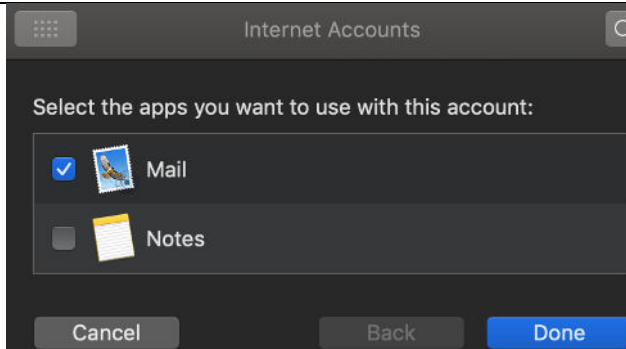 Internet Accounts
Select the apps you want to use with this account:
Mail
Notes
Cancel Back Done